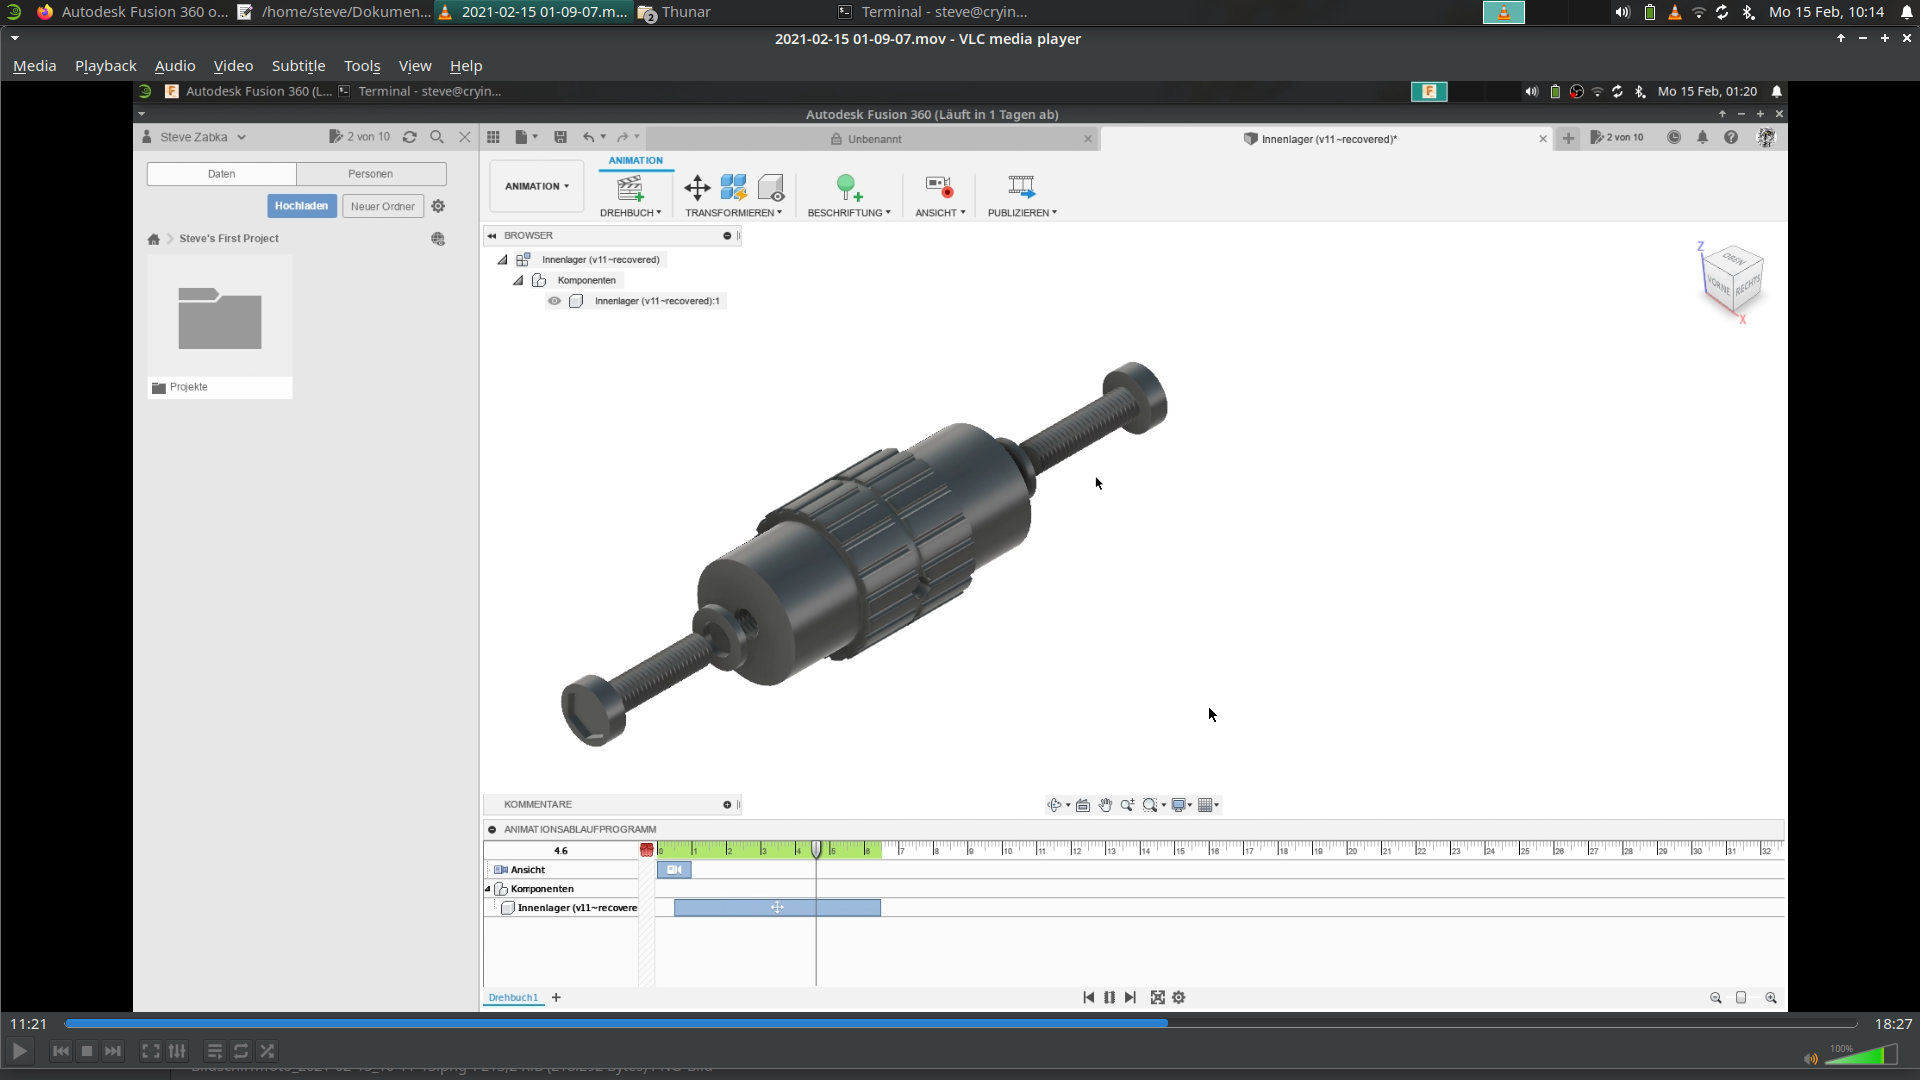 Autodesk Fusion 360 o... /home/steve/Dokumen... 2021-02-15 01-09-07.m... 2 Thunar Terminal - steve@cryin... Mo 15 Feb, 10:14
2021-02-15 01-09-07.mov - VLC media player
Media Playback Audio Video Subtitle Tools View Help
Autodesk Fusion 360 (L... Terminal - steve@cryin... Mo 15 Feb, 01:20
Autodesk Fusion 360 (Läuft in 1 Tagen ab)
Steve Zabka 2 von 10 Unbenannt Innenlager (v11~recovered)* 2 von 10
ANIMATION
Daten Personen
ANIMATION
Hochladen Neuer Ordner
DREHBUCH TRANSFORMIEREN BESCHRIFTUNG ANSICHT PUBLIZIEREN
Steve's First Project
BROWSER
Innenlager (v11~recovered)
Komponenten
Innenlager (v11~recovered):1
Z
OBEN
VORNE RECHTS
X
Projekte
KOMMENTARE
ANIMATIONSABLAUFPROGRAMM
4.6 0 1 2 3 4 5 6 7 8 9 10 11 12 13 14 15 16 17 18 19 20 21 22 23 24 25 26 27 28 29 30 31 32
Ansicht
Komponenten
Innenlager (v11~recovere
Drehbuch1
11:21 18:27
100%